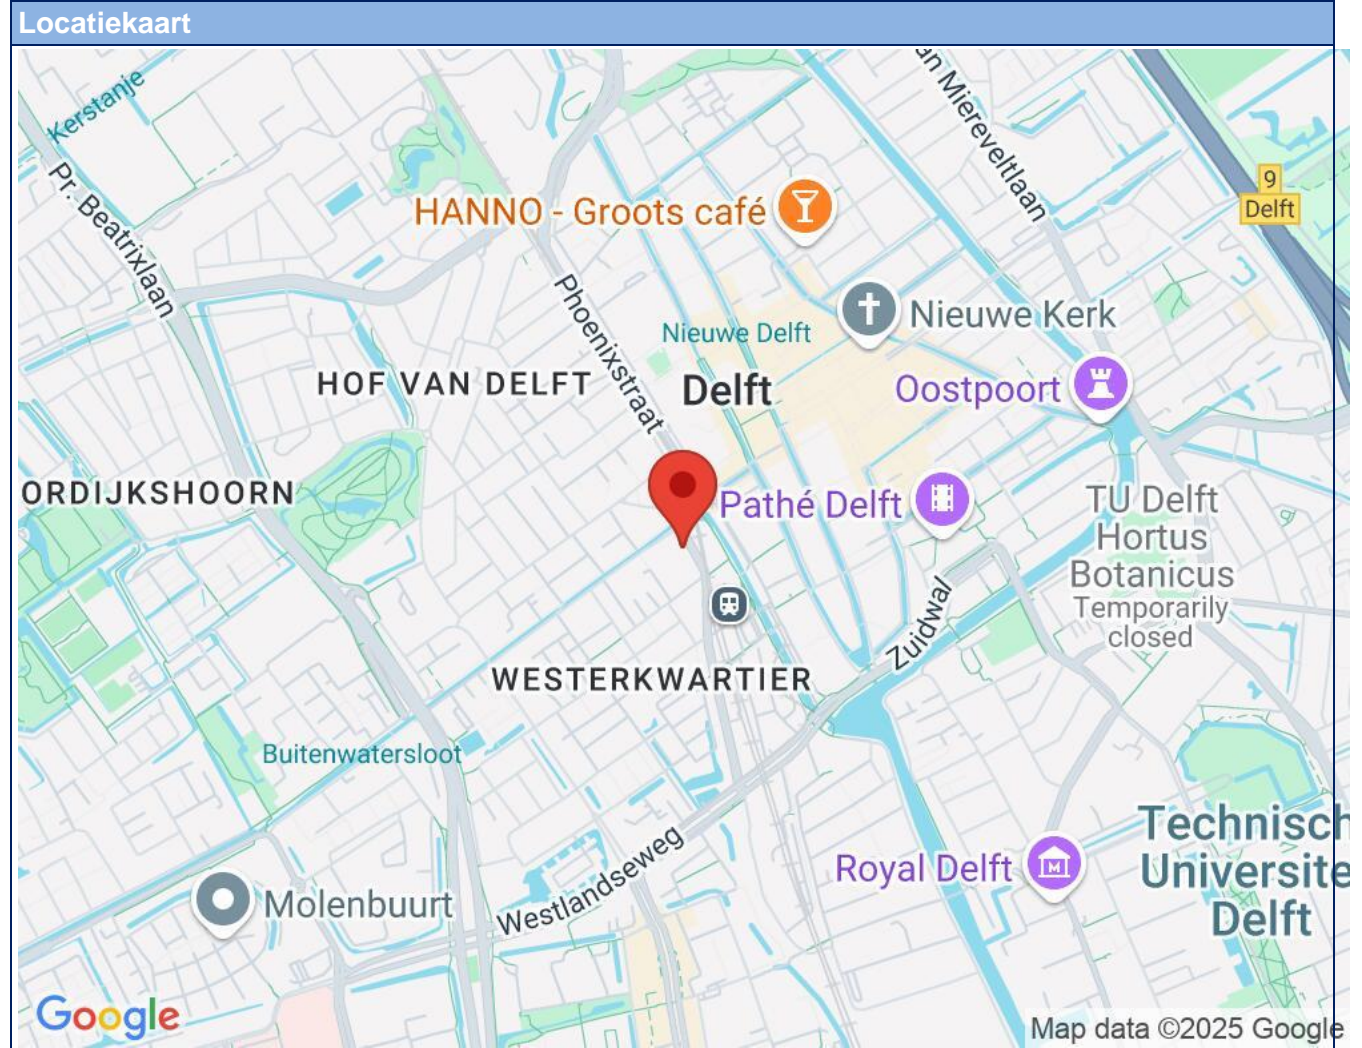 Locatiekaart
Kerstanje
an Miereveltlaan
Pr. Beatrixlaan
9
Delft
HANNO - Groots café
Phoenixstraat
Nieuwe Kerk
Nieuwe Delft
HOF VAN DELFT
Delft
Oostpoort
ORDIJKSHOORN
Pathé Delft
TU Delft
Hortus
Botanicus
Temporarily
closed
Zuidwal
WESTERKWARTIER
Buitenwatersloot
Technisch
Universite
Delft
Westlandseweg
Royal Delft
Molenbuurt
Google
Map data ©2025 Google